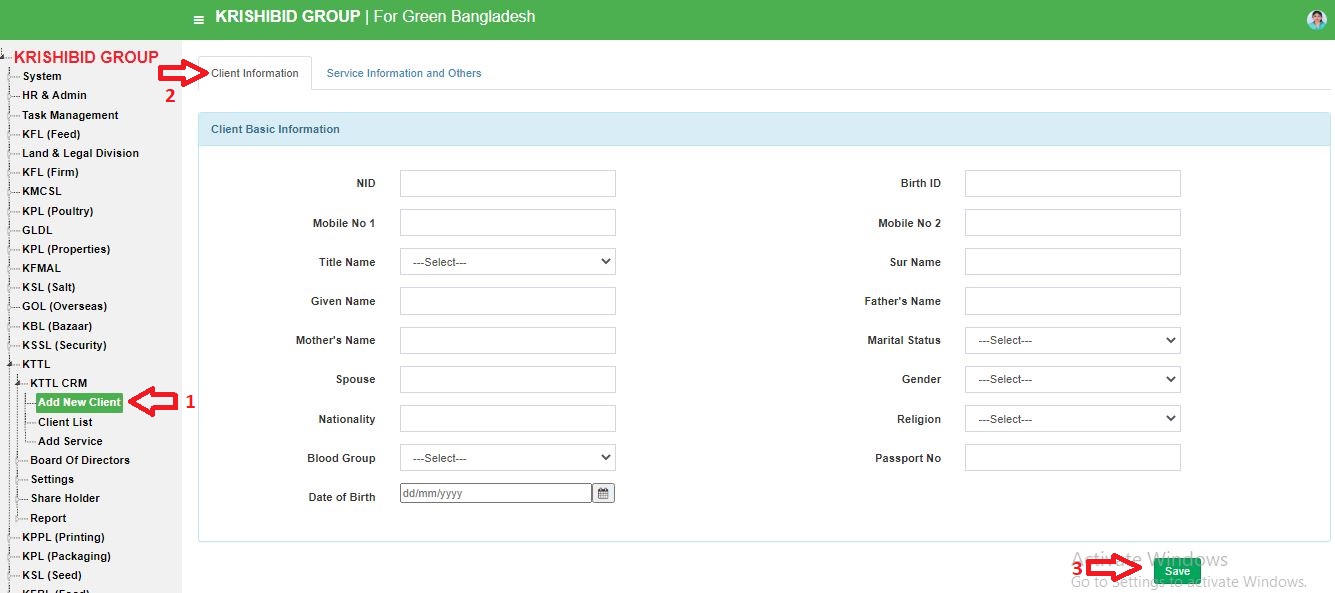 KRISHIBID GROUP | For Green Bangladesh
KRISHIBID GROUP
System
HR & Admin
Task Management
KFL (Feed)
Land & Legal Division
KFL (Firm)
KMCSL
KPL (Poultry)
GLDL
KPL (Properties)
KFMAL
KSL (Salt)
GOL (Overseas)
KBL (Bazaar)
KSSL (Security)
KTTL
KTTL CRM
Add New Client
1
Client List
Add Service
Board Of Directors
Settings
Share Holder
Report
KPPL (Printing)
KPL (Packaging)
KSL (Seed)
2
Client Information
Service Information and Others
Client Basic Information
NID
Birth ID
Mobile No 1
Mobile No 2
Title Name
---Select---
Sur Name
Given Name
Father's Name
Mother's Name
Marital Status
---Select---
Spouse
Gender
---Select---
Nationality
Religion
---Select---
Blood Group
---Select---
Passport No
Date of Birth
dd/mm/yyyy
3
Save
Activate Windows
Go to Settings to activate Windows.